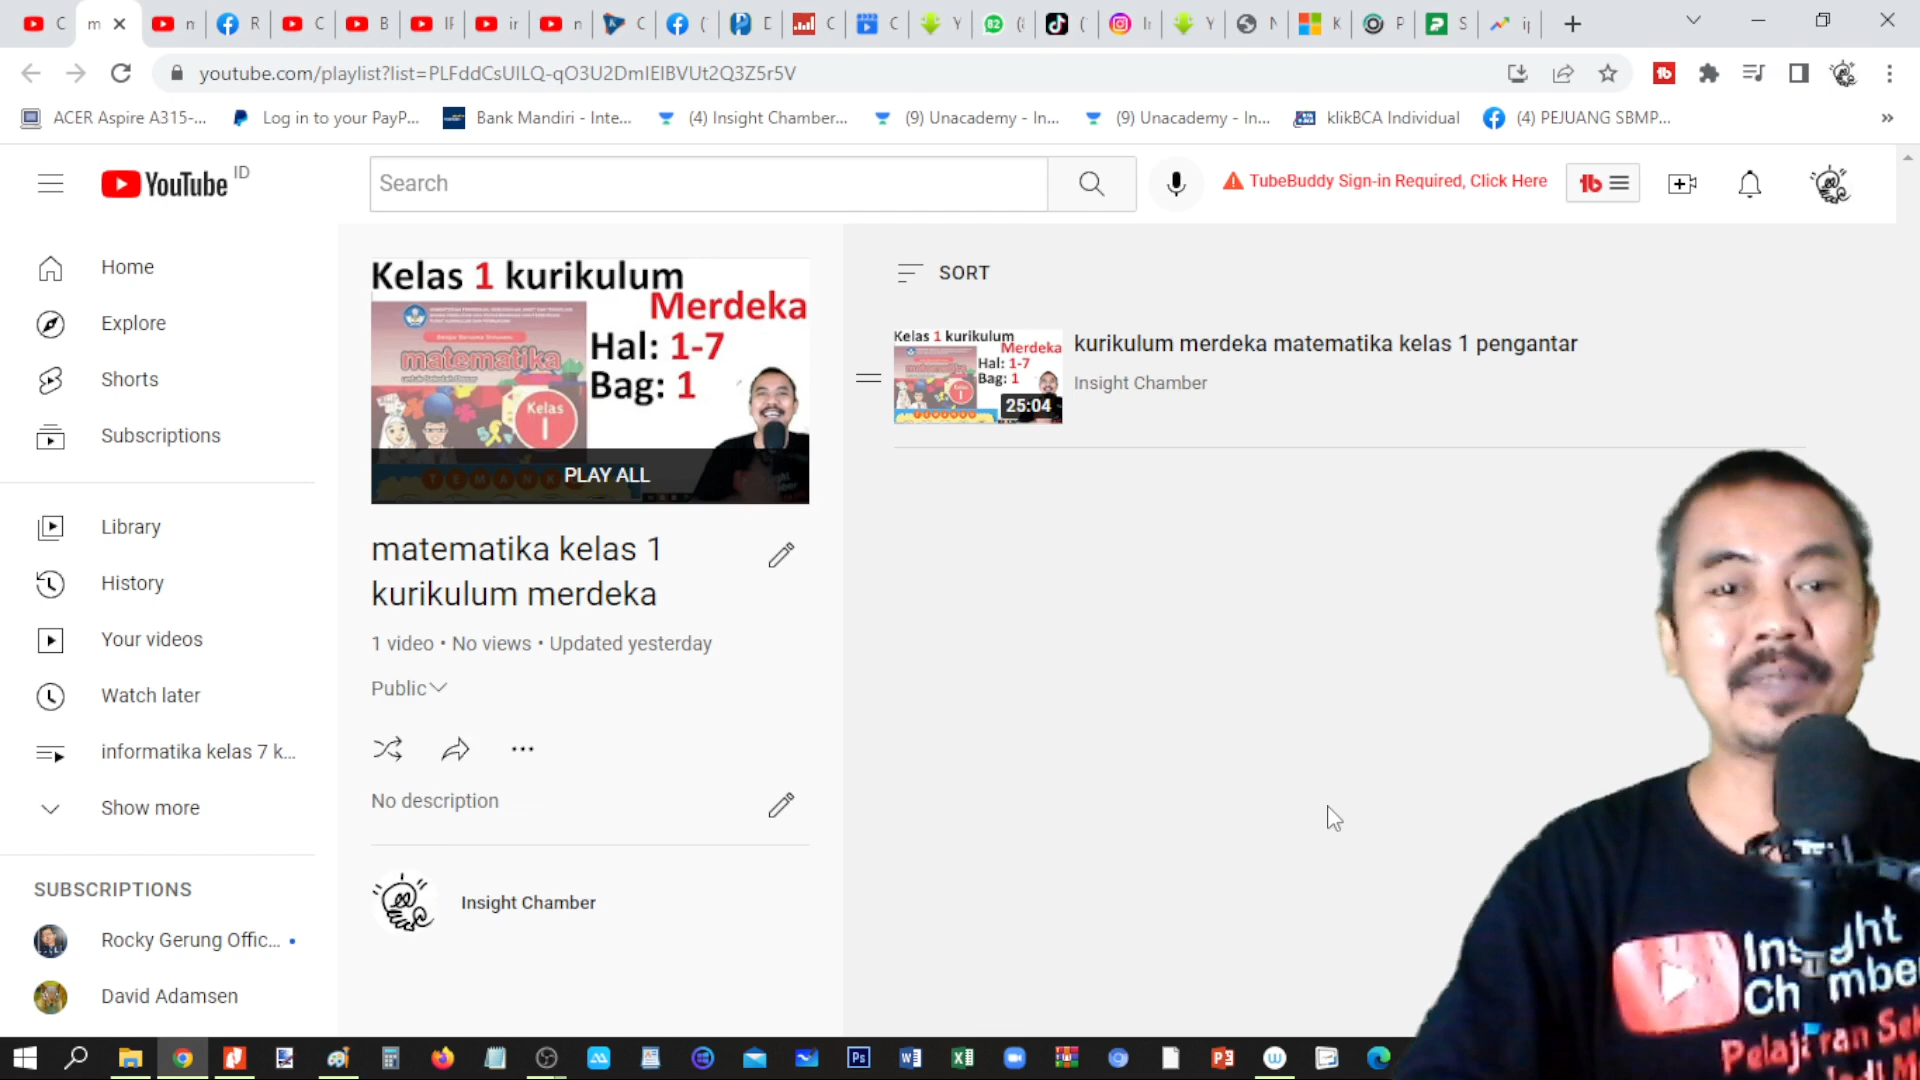 youtube.com/playlist?list=PLFddCsUILQ-qO3U2DmIEIBVUt2Q3Z5r5V
ACER Aspire A315-...
Log in to your PayP...
Bank Mandiri - Inte...
(4) Insight Chamber...
(9) Unacademy - In...
(9) Unacademy - In...
klikBCA Individual
(4) PEJUANG SBMP...
YouTube ID
Search
TubeBuddy Sign-in Required, Click Here
Home
Explore
Shorts
Subscriptions
Library
History
Your videos
Watch later
informatika kelas 7 k...
Show more
SUBSCRIPTIONS
Rocky Gerung Offic...
David Adamsen
Kelas 1 kurikulum
Merdeka
Hal: 1-7
Bag: 1
matematika
Kelas
I
PLAY ALL
matematika kelas 1
kurikulum merdeka
1 video • No views • Updated yesterday
Public
No description
Insight Chamber
SORT
Kelas 1 kurikulum
Merdeka
Hal: 1-7
Bag: 1
25:04
kurikulum merdeka matematika kelas 1 pengantar
Insight Chamber